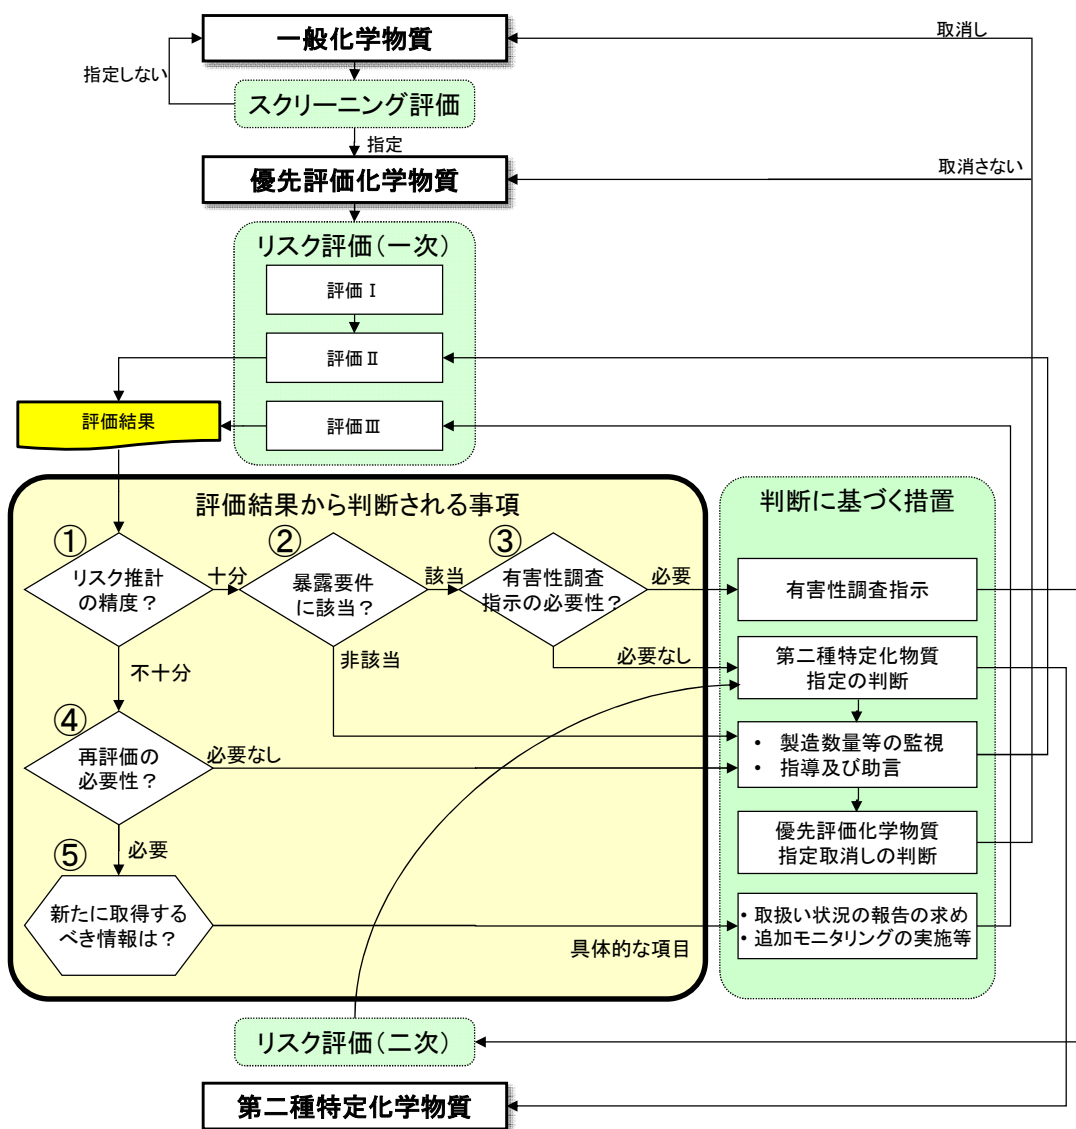 一般化学物質
取消し
指定しない
スクリーニング評価
指定
優先評価化学物質
取消さない
リスク評価(一次)
評価Ⅰ
評価Ⅱ
評価結果
評価Ⅲ
評価結果から判断される事項
判断に基づく措置
①
リスク推計
の精度?
十分
②
暴露要件
に該当?
該当
③
有害性調査
指示の必要性?
必要
有害性調査指示
必要なし
非該当
第二種特定化物質
指定の判断
不十分
④
再評価の
必要性?
必要なし
・ 製造数量等の監視
・ 指導及び助言
優先評価化学物質
指定取消しの判断
必要
⑤
新たに取得する
べき情報は?
具体的な項目
・取扱い状況の報告の求め
・追加モニタリングの実施等
リスク評価(二次)
第二種特定化学物質